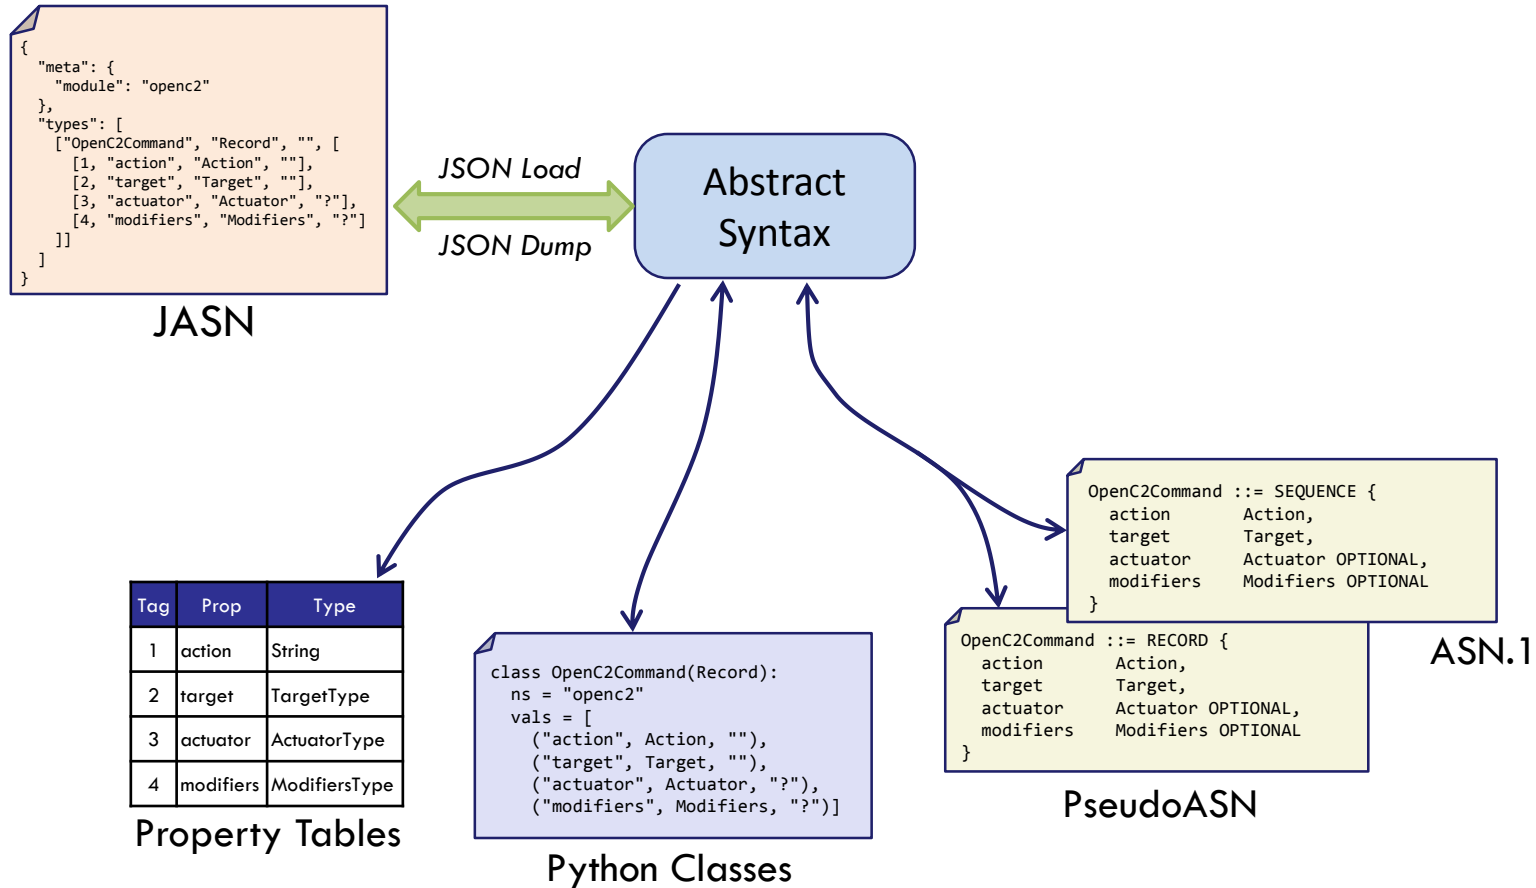 {
  "meta": {
    "module": "openc2"
  },
  "types": [
    ["OpenC2Command", "Record", "", [
      [1, "action", "Action", ""],
      [2, "target", "Target", ""],
      [3, "actuator", "Actuator", "?"],
      [4, "modifiers", "Modifiers", "?"]
    ]]
  ]
}
JASN
JSON Load
JSON Dump
Abstract
Syntax
Tag Prop Type
1 action String
2 target TargetType
3 actuator ActuatorType
4 modifiers ModifiersType
Property Tables
class OpenC2Command(Record):
  ns = "openc2"
  vals = [
    ("action", Action, ""),
    ("target", Target, ""),
    ("actuator", Actuator, "?"),
    ("modifiers", Modifiers, "?")]
Python Classes
OpenC2Command ::= SEQUENCE {
  action       Action,
  target       Target,
  actuator     Actuator OPTIONAL,
  modifiers    Modifiers OPTIONAL
}
ASN.1
OpenC2Command ::= RECORD {
  action       Action,
  target       Target,
  actuator     Actuator OPTIONAL,
  modifiers    Modifiers OPTIONAL
}
PseudoASN